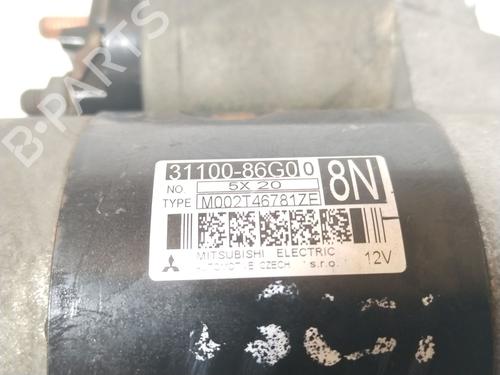 B-PARTS
31100-86G00
8N
NO. 5X 20
TYPE M002T46781ZE
MITSUBISHI ELECTRIC
AUTOMOTIVE CZECH s.r.o. 12V